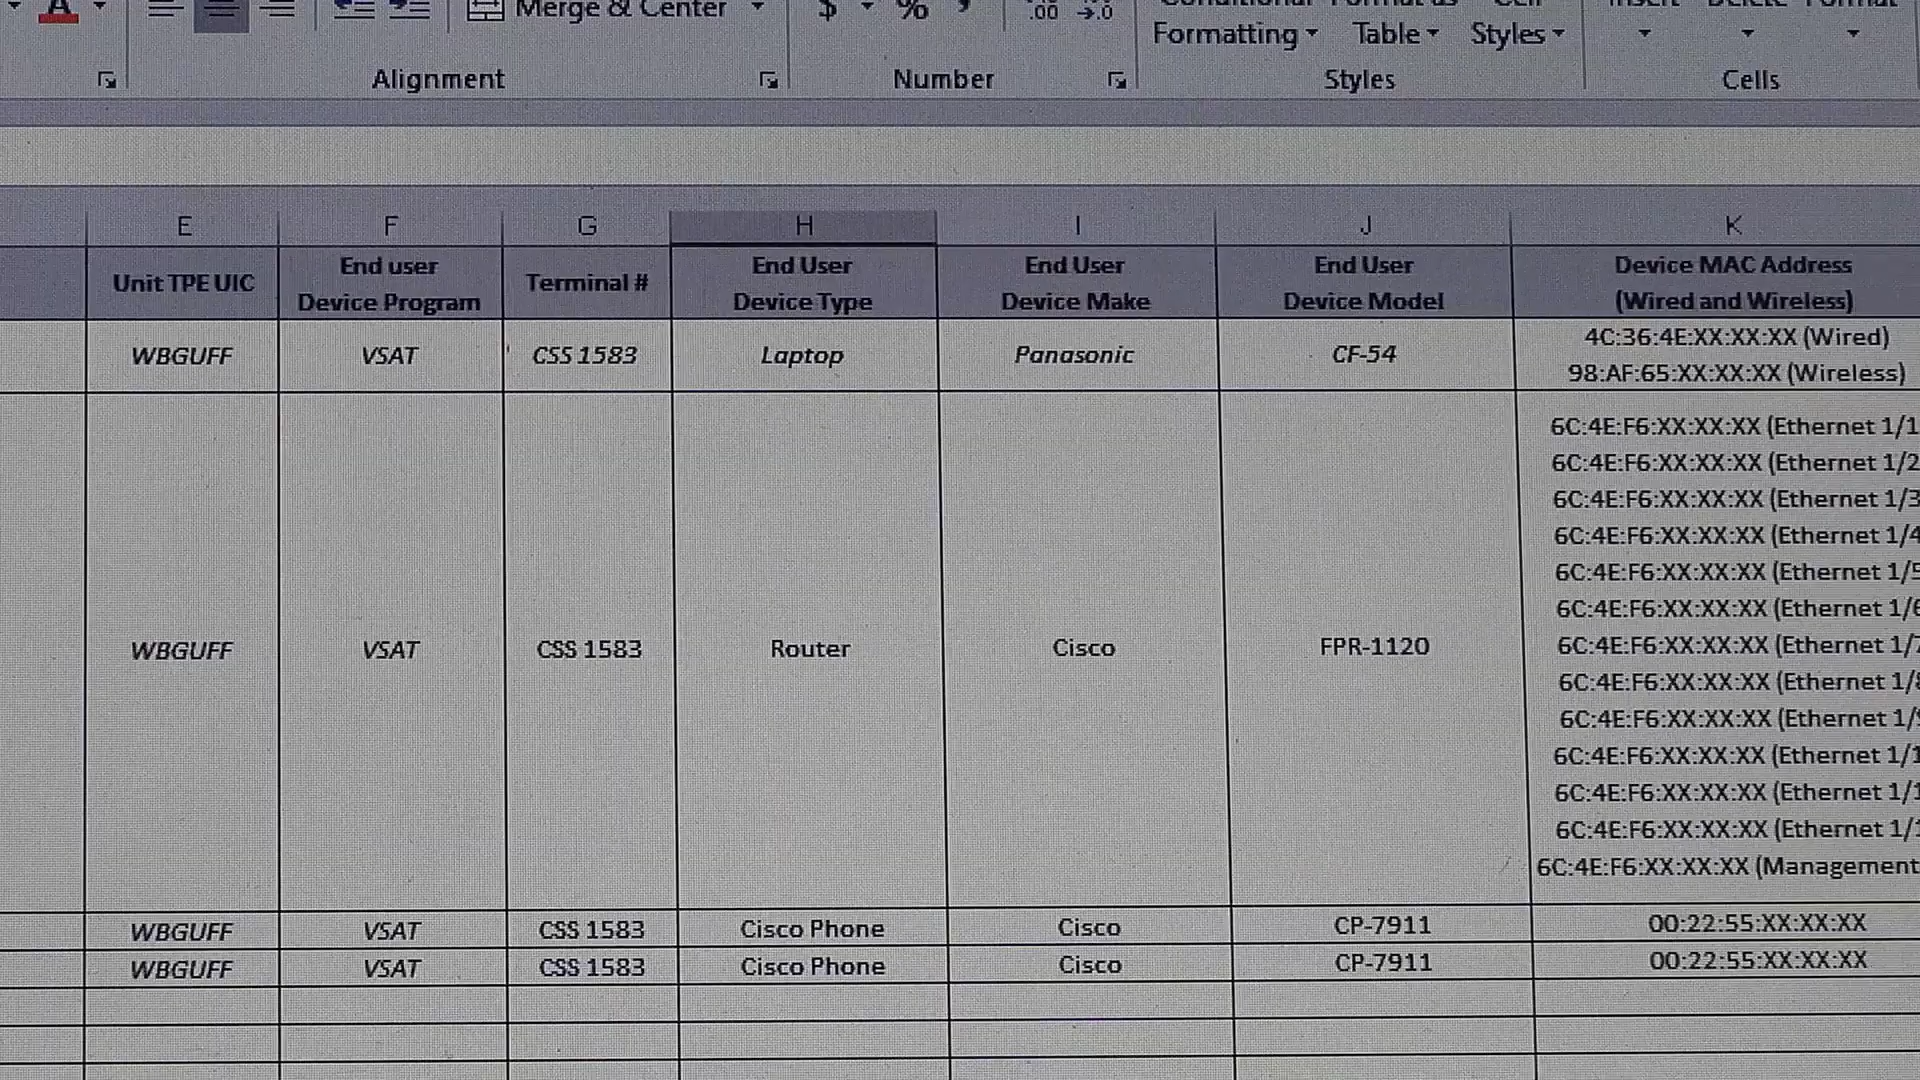 Merge & Center
$ % ,
.00 .0
Formatting Table Styles
Alignment Number Styles Cells
E F G H I J K
Unit TPE UIC
End user
Device Program
Terminal #
End User
Device Type
End User
Device Make
End User
Device Model
Device MAC Address
(Wired and Wireless)
WBGUFF VSAT CSS 1583 Laptop Panasonic CF-54
4C:36:4E:XX:XX:XX (Wired)
98:AF:65:XX:XX:XX (Wireless)
WBGUFF VSAT CSS 1583 Router Cisco FPR-1120
6C:4E:F6:XX:XX:XX (Ethernet 1/1
6C:4E:F6:XX:XX:XX (Ethernet 1/2
6C:4E:F6:XX:XX:XX (Ethernet 1/3
6C:4E:F6:XX:XX:XX (Ethernet 1/4
6C:4E:F6:XX:XX:XX (Ethernet 1/5
6C:4E:F6:XX:XX:XX (Ethernet 1/6
6C:4E:F6:XX:XX:XX (Ethernet 1/7
6C:4E:F6:XX:XX:XX (Ethernet 1/8
6C:4E:F6:XX:XX:XX (Ethernet 1/9
6C:4E:F6:XX:XX:XX (Ethernet 1/1
6C:4E:F6:XX:XX:XX (Ethernet 1/1
6C:4E:F6:XX:XX:XX (Ethernet 1/1
6C:4E:F6:XX:XX:XX (Management
WBGUFF VSAT CSS 1583 Cisco Phone Cisco CP-7911 00:22:55:XX:XX:XX
WBGUFF VSAT CSS 1583 Cisco Phone Cisco CP-7911 00:22:55:XX:XX:XX